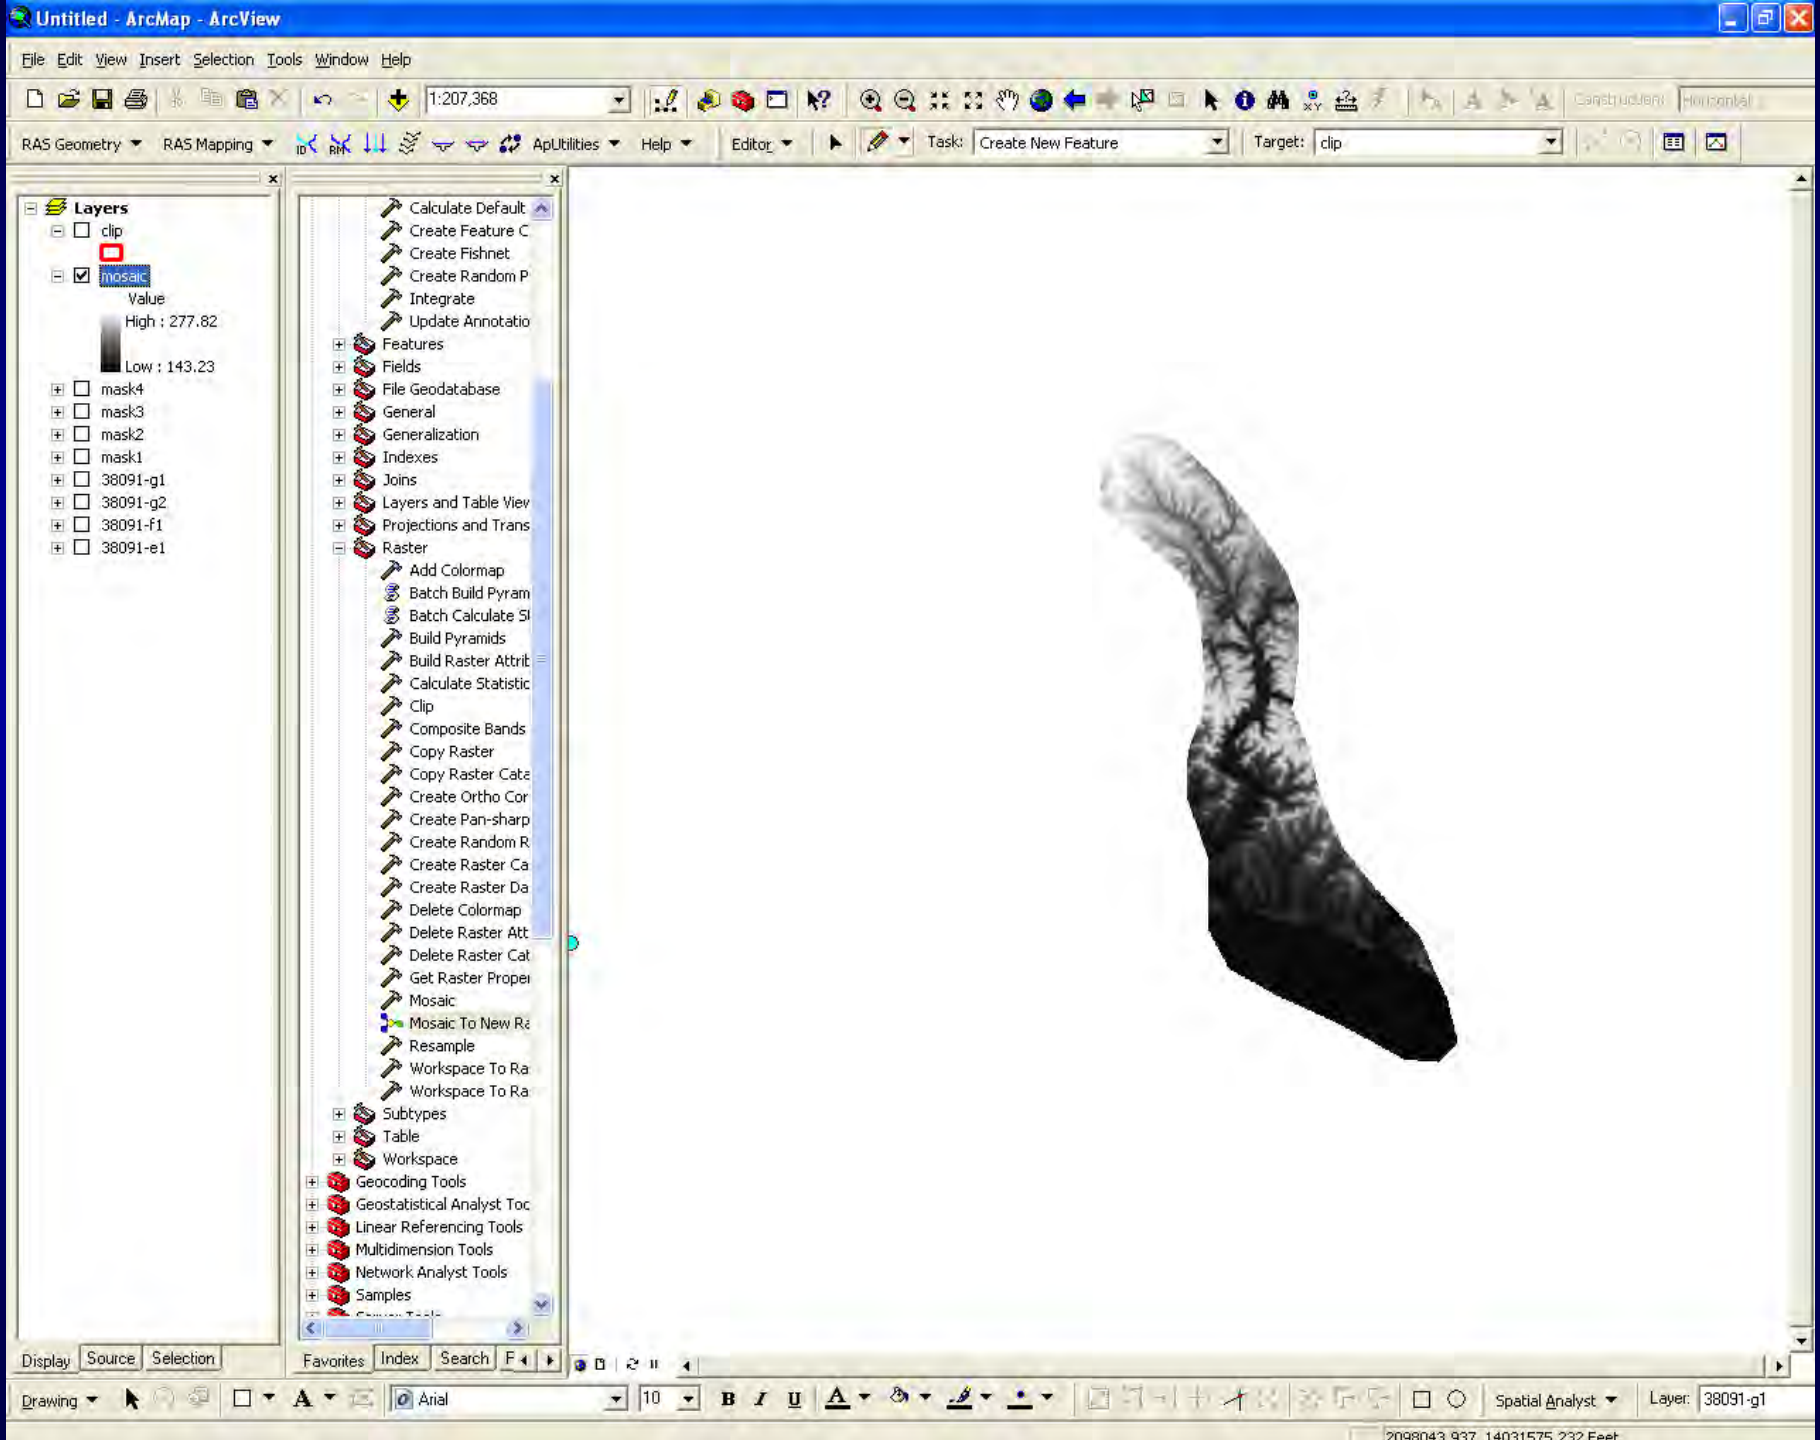 Untitled - ArcMap - ArcView
File Edit View Insert Selection Tools Window Help
1:207,368
Construction: Horizontal
RAS Geometry RAS Mapping ApUtilities Help Editor Task: Create New Feature Target: clip
Layers
clip
mosaic
Value
High : 277.82
Low : 143.23
mask4
mask3
mask2
mask1
38091-g1
38091-g2
38091-f1
38091-e1
Calculate Default
Create Feature C
Create Fishnet
Create Random P
Integrate
Update Annotatio
Features
Fields
File Geodatabase
General
Generalization
Indexes
Joins
Layers and Table View
Projections and Trans
Raster
Add Colormap
Batch Build Pyram
Batch Calculate St
Build Pyramids
Build Raster Attrib
Calculate Statistic
Clip
Composite Bands
Copy Raster
Copy Raster Cata
Create Ortho Cor
Create Pan-sharp
Create Random R
Create Raster Ca
Create Raster Da
Delete Colormap
Delete Raster Att
Delete Raster Cat
Get Raster Proper
Mosaic
Mosaic To New Ra
Resample
Workspace To Ra
Workspace To Ra
Subtypes
Table
Workspace
Geocoding Tools
Geostatistical Analyst Too
Linear Referencing Tools
Multidimension Tools
Network Analyst Tools
Samples
Display Source Selection
Favorites Index Search F
Drawing A Arial 10 B I U A Spatial Analyst Layer: 38091-g1
2098043.937 14031575.232 Feet